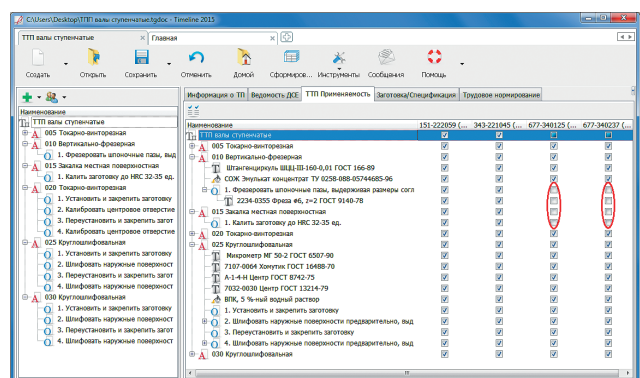 C:\Users\Desktop\ТТП валы ступенчатые.tgdoc - Timeline 2015
ТТП валы ступенчатые
Главная
Создать Открыть Сохранить Отменить Домой Сформиров... Инструменты Сообщения Помощь
Информация о ТП Ведомость ДСЕ ТТП Применяемость Заготовка/Спецификация Трудовое нормирование
Наименование
ТТП валы ступенчатые
005 Токарно-винторезная
010 Вертикально-фрезерная
1. Фрезеровать шпоночные пазы, выд
015 Закалка местная поверхностная
1. Калить заготовку до HRC 32-35 ед.
020 Токарно-винторезная
1. Установить и закрепить заготовку
2. Калибровать центровое отверстие
3. Переустановить и закрепить загот
4. Калибровать центровое отверстие
025 Круглошлифовальная
1. Установить и закрепить заготовку
2. Шлифовать наружные поверхност
3. Переустановить и закрепить загот
4. Шлифовать наружные поверхност
030 Круглошлифовальная
1. Установить и закрепить заготовку
2. Шлифовать наружные поверхност
3. Переустановить и закрепить загот
4. Шлифовать наружные поверхност
Наименование 151-222059 (... 343-221045 (... 677-340125 (... 677-340237 (...
ТТП валы ступенчатые
005 Токарно-винторезная
010 Вертикально-фрезерная
Штангенциркуль ШЦЦ-III-160-0,01 ГОСТ 166-89
СОЖ Эмулькат концентрат ТУ 0258-088-05744685-96
1. Фрезеровать шпоночные пазы, выдерживая размеры согл
2234-0355 Фреза ø6, z=2 ГОСТ 9140-78
015 Закалка местная поверхностная
1. Калить заготовку до HRC 32-35 ед.
020 Токарно-винторезная
025 Круглошлифовальная
Микрометр МГ 50-2 ГОСТ 6507-90
7107-0064 Хомутик ГОСТ 16488-70
А-1-4-Н Центр ГОСТ 8742-75
7032-0030 Центр ГОСТ 13214-79
ВПК, 5 %-ный водный раствор
1. Установить и закрепить заготовку
2. Шлифовать наружные поверхности предварительно, выд
3. Переустановить и закрепить заготовку
4. Шлифовать наружные поверхности предварительно, выд
030 Круглошлифовальная